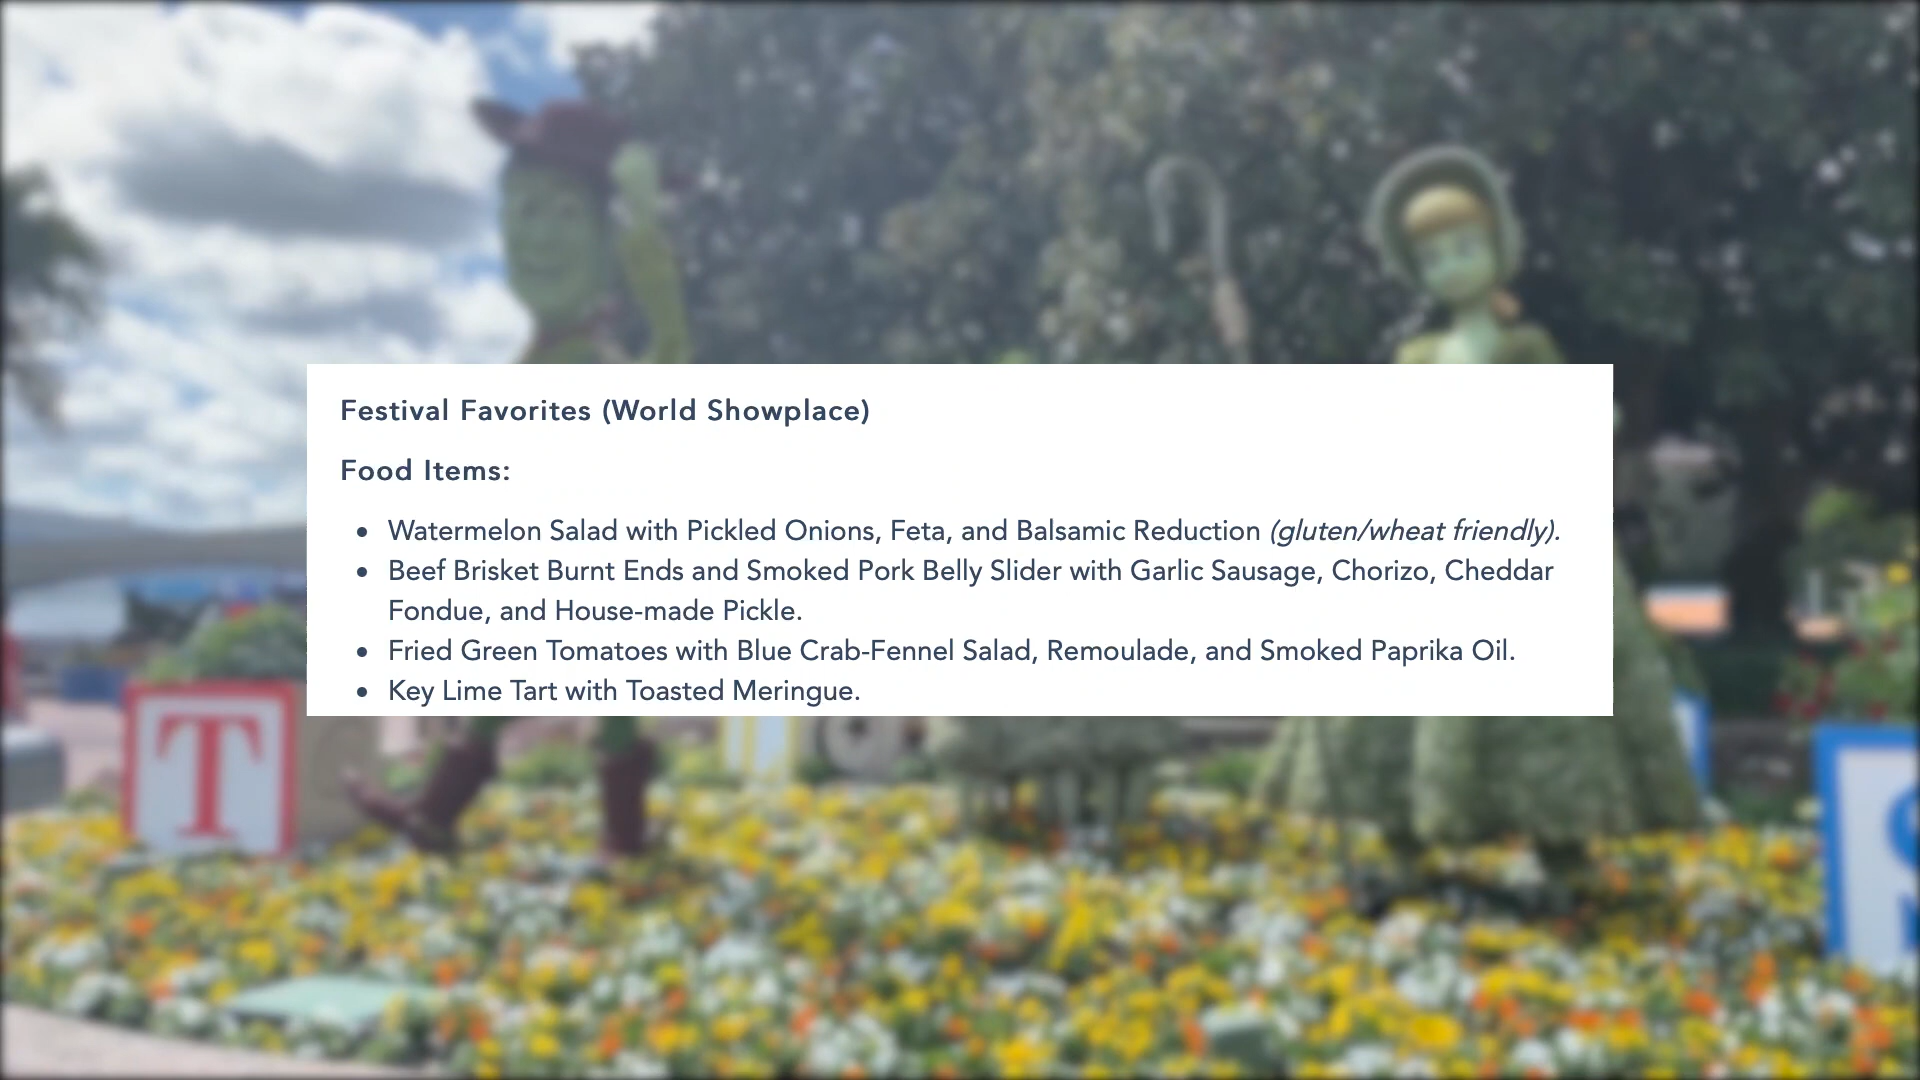 Festival Favorites (World Showplace)
Food Items:
• Watermelon Salad with Pickled Onions, Feta, and Balsamic Reduction (gluten/wheat friendly).
• Beef Brisket Burnt Ends and Smoked Pork Belly Slider with Garlic Sausage, Chorizo, Cheddar
Fondue, and House-made Pickle.
• Fried Green Tomatoes with Blue Crab-Fennel Salad, Remoulade, and Smoked Paprika Oil.
• Key Lime Tart with Toasted Meringue.
T